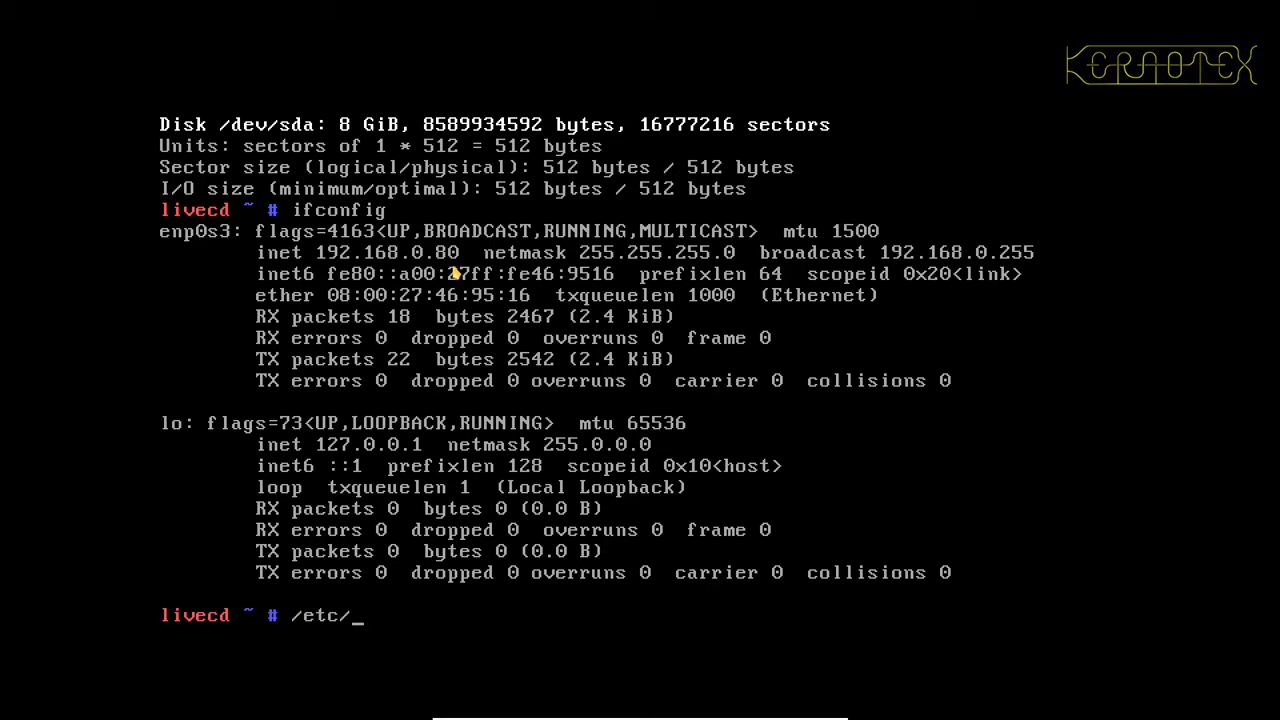 KERNOTEX
Disk /dev/sda: 8 GiB, 8589934592 bytes, 16777216 sectors
Units: sectors of 1 * 512 = 512 bytes
Sector size (logical/physical): 512 bytes / 512 bytes
I/O size (minimum/optimal): 512 bytes / 512 bytes
livecd ~ # ifconfig
enp0s3: flags=4163<UP,BROADCAST,RUNNING,MULTICAST>  mtu 1500
inet 192.168.0.80  netmask 255.255.255.0  broadcast 192.168.0.255
inet6 fe80::a00:27ff:fe46:9516  prefixlen 64  scopeid 0x20<link>
ether 08:00:27:46:95:16  txqueuelen 1000  (Ethernet)
RX packets 18  bytes 2467 (2.4 KiB)
RX errors 0  dropped 0  overruns 0  frame 0
TX packets 22  bytes 2542 (2.4 KiB)
TX errors 0  dropped 0 overruns 0  carrier 0  collisions 0
lo: flags=73<UP,LOOPBACK,RUNNING>  mtu 65536
inet 127.0.0.1  netmask 255.0.0.0
inet6 ::1  prefixlen 128  scopeid 0x10<host>
loop  txqueuelen 1  (Local Loopback)
RX packets 0  bytes 0 (0.0 B)
RX errors 0  dropped 0  overruns 0  frame 0
TX packets 0  bytes 0 (0.0 B)
TX errors 0  dropped 0 overruns 0  carrier 0  collisions 0
livecd ~ # /etc/_